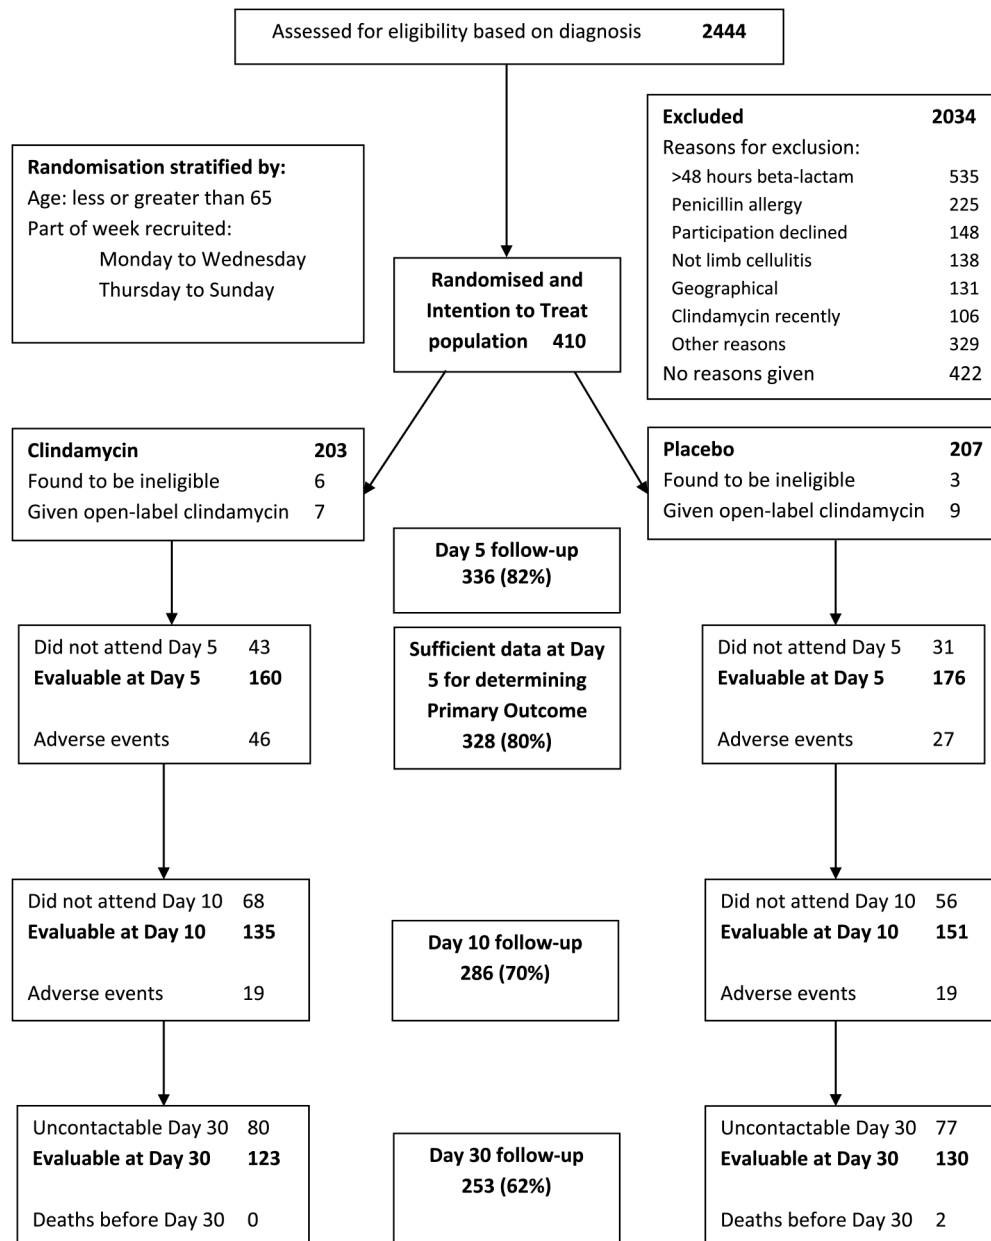 Assessed for eligibility based on diagnosis 2444
Excluded 2034
Reasons for exclusion:
>48 hours beta-lactam 535
Penicillin allergy 225
Participation declined 148
Not limb cellulitis 138
Geographical 131
Clindamycin recently 106
Other reasons 329
No reasons given 422
Randomisation stratified by:
Age: less or greater than 65
Part of week recruited:
Monday to Wednesday
Thursday to Sunday
Randomised and
Intention to Treat
population 410
Clindamycin 203
Found to be ineligible 6
Given open-label clindamycin 7
Placebo 207
Found to be ineligible 3
Given open-label clindamycin 9
Day 5 follow-up
336 (82%)
Did not attend Day 5 43
Evaluable at Day 5 160
Adverse events 46
Sufficient data at Day
5 for determining
Primary Outcome
328 (80%)
Did not attend Day 5 31
Evaluable at Day 5 176
Adverse events 27
Did not attend Day 10 68
Evaluable at Day 10 135
Adverse events 19
Day 10 follow-up
286 (70%)
Did not attend Day 10 56
Evaluable at Day 10 151
Adverse events 19
Uncontactable Day 30 80
Evaluable at Day 30 123
Deaths before Day 30 0
Day 30 follow-up
253 (62%)
Uncontactable Day 30 77
Evaluable at Day 30 130
Deaths before Day 30 2